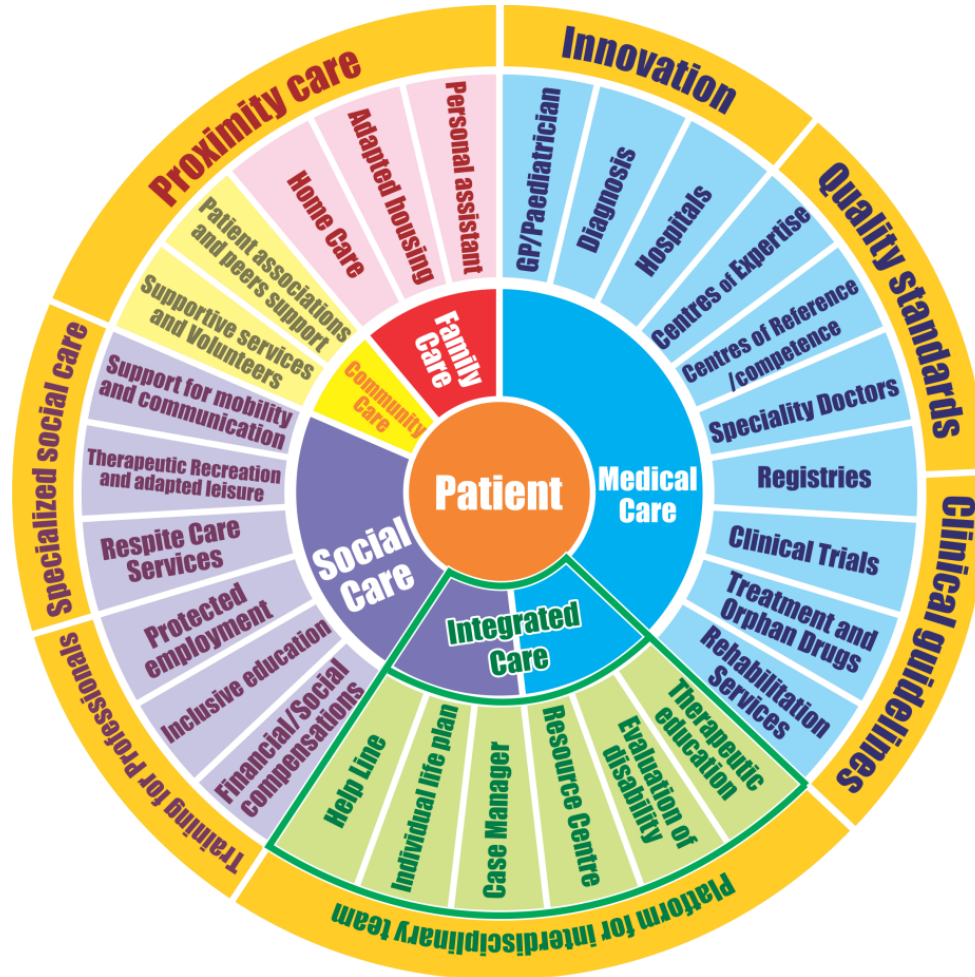 Patient
Medical
Care
Integrated
Care
Social
Care
Community
Care
Family
Care
GP/Paediatrician
Diagnosis
Hospitals
Centres of Expertise
Centres of Reference
/competence
Speciality Doctors
Registries
Clinical Trials
Treatment and
Orphan Drugs
Rehabilitation
Services
Therapeutic
education
Evaluation of
disability
Resource Centre
Case Manager
Individual life plan
Help Line
Financial/Social
compensations
Inclusive education
Protected
employment
Respite Care
Services
Therapeutic Recreation
and adapted leisure
Support for mobility
and communication
Supportive services
and Volunteers
Patient associations
and peers support
Home Care
Adapted housing
Personal assistant
Innovation
Quality standards
Clinical guidelines
Platform for interdisciplinary team
Training for Professionals
Specialized social care
Proximity care